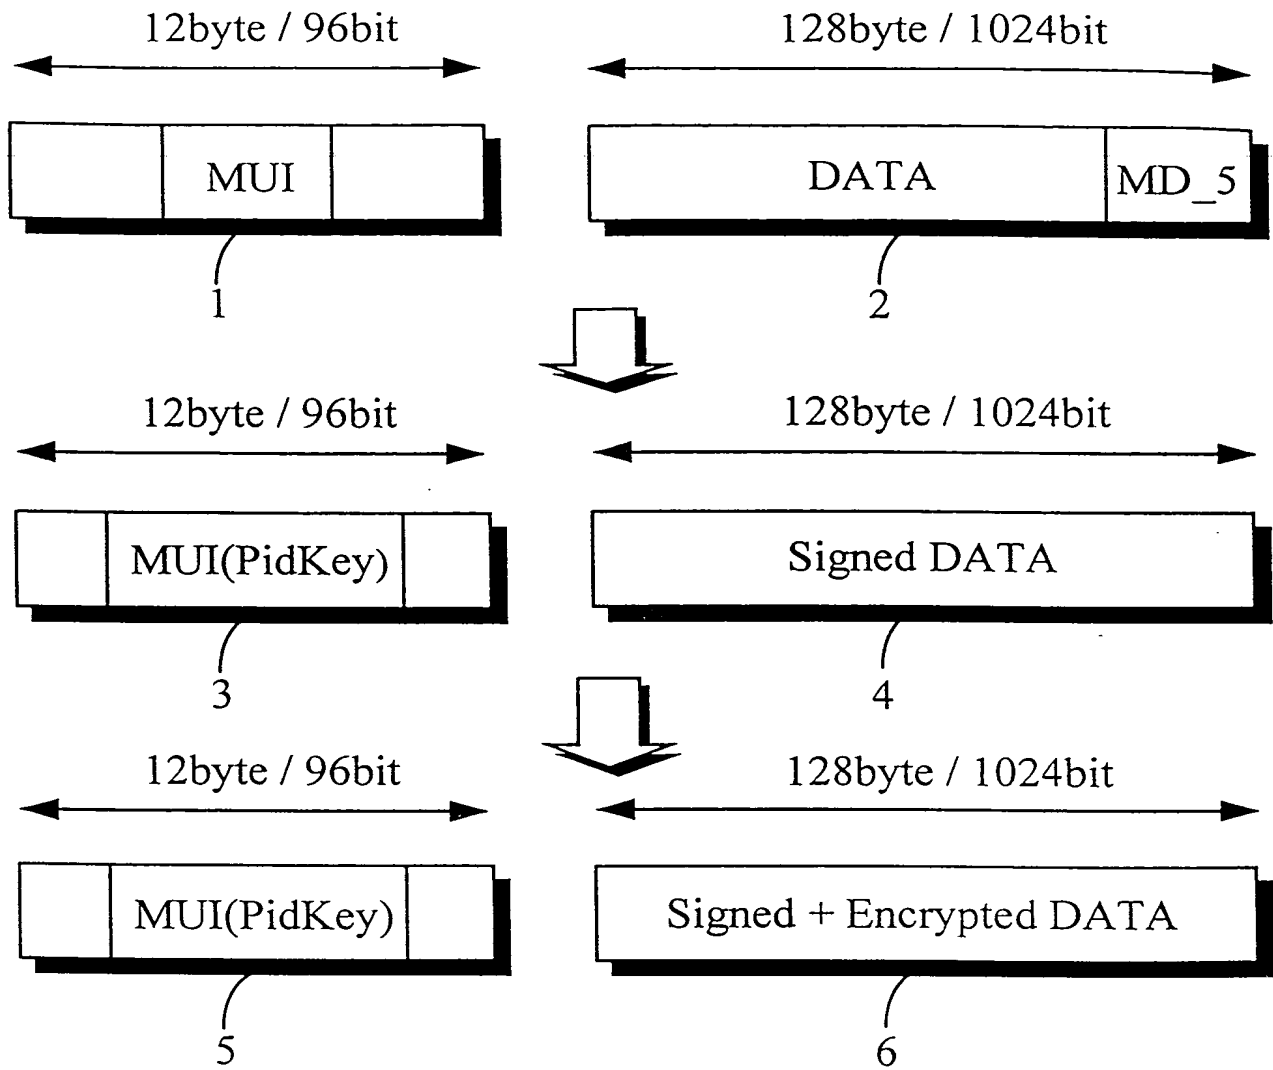 12byte / 96bit
128byte / 1024bit
MUI
DATA
MD_5
1
2
12byte / 96bit
128byte / 1024bit
MUI(PidKey)
Signed DATA
3
4
12byte / 96bit
128byte / 1024bit
MUI(PidKey)
Signed + Encrypted DATA
5
6